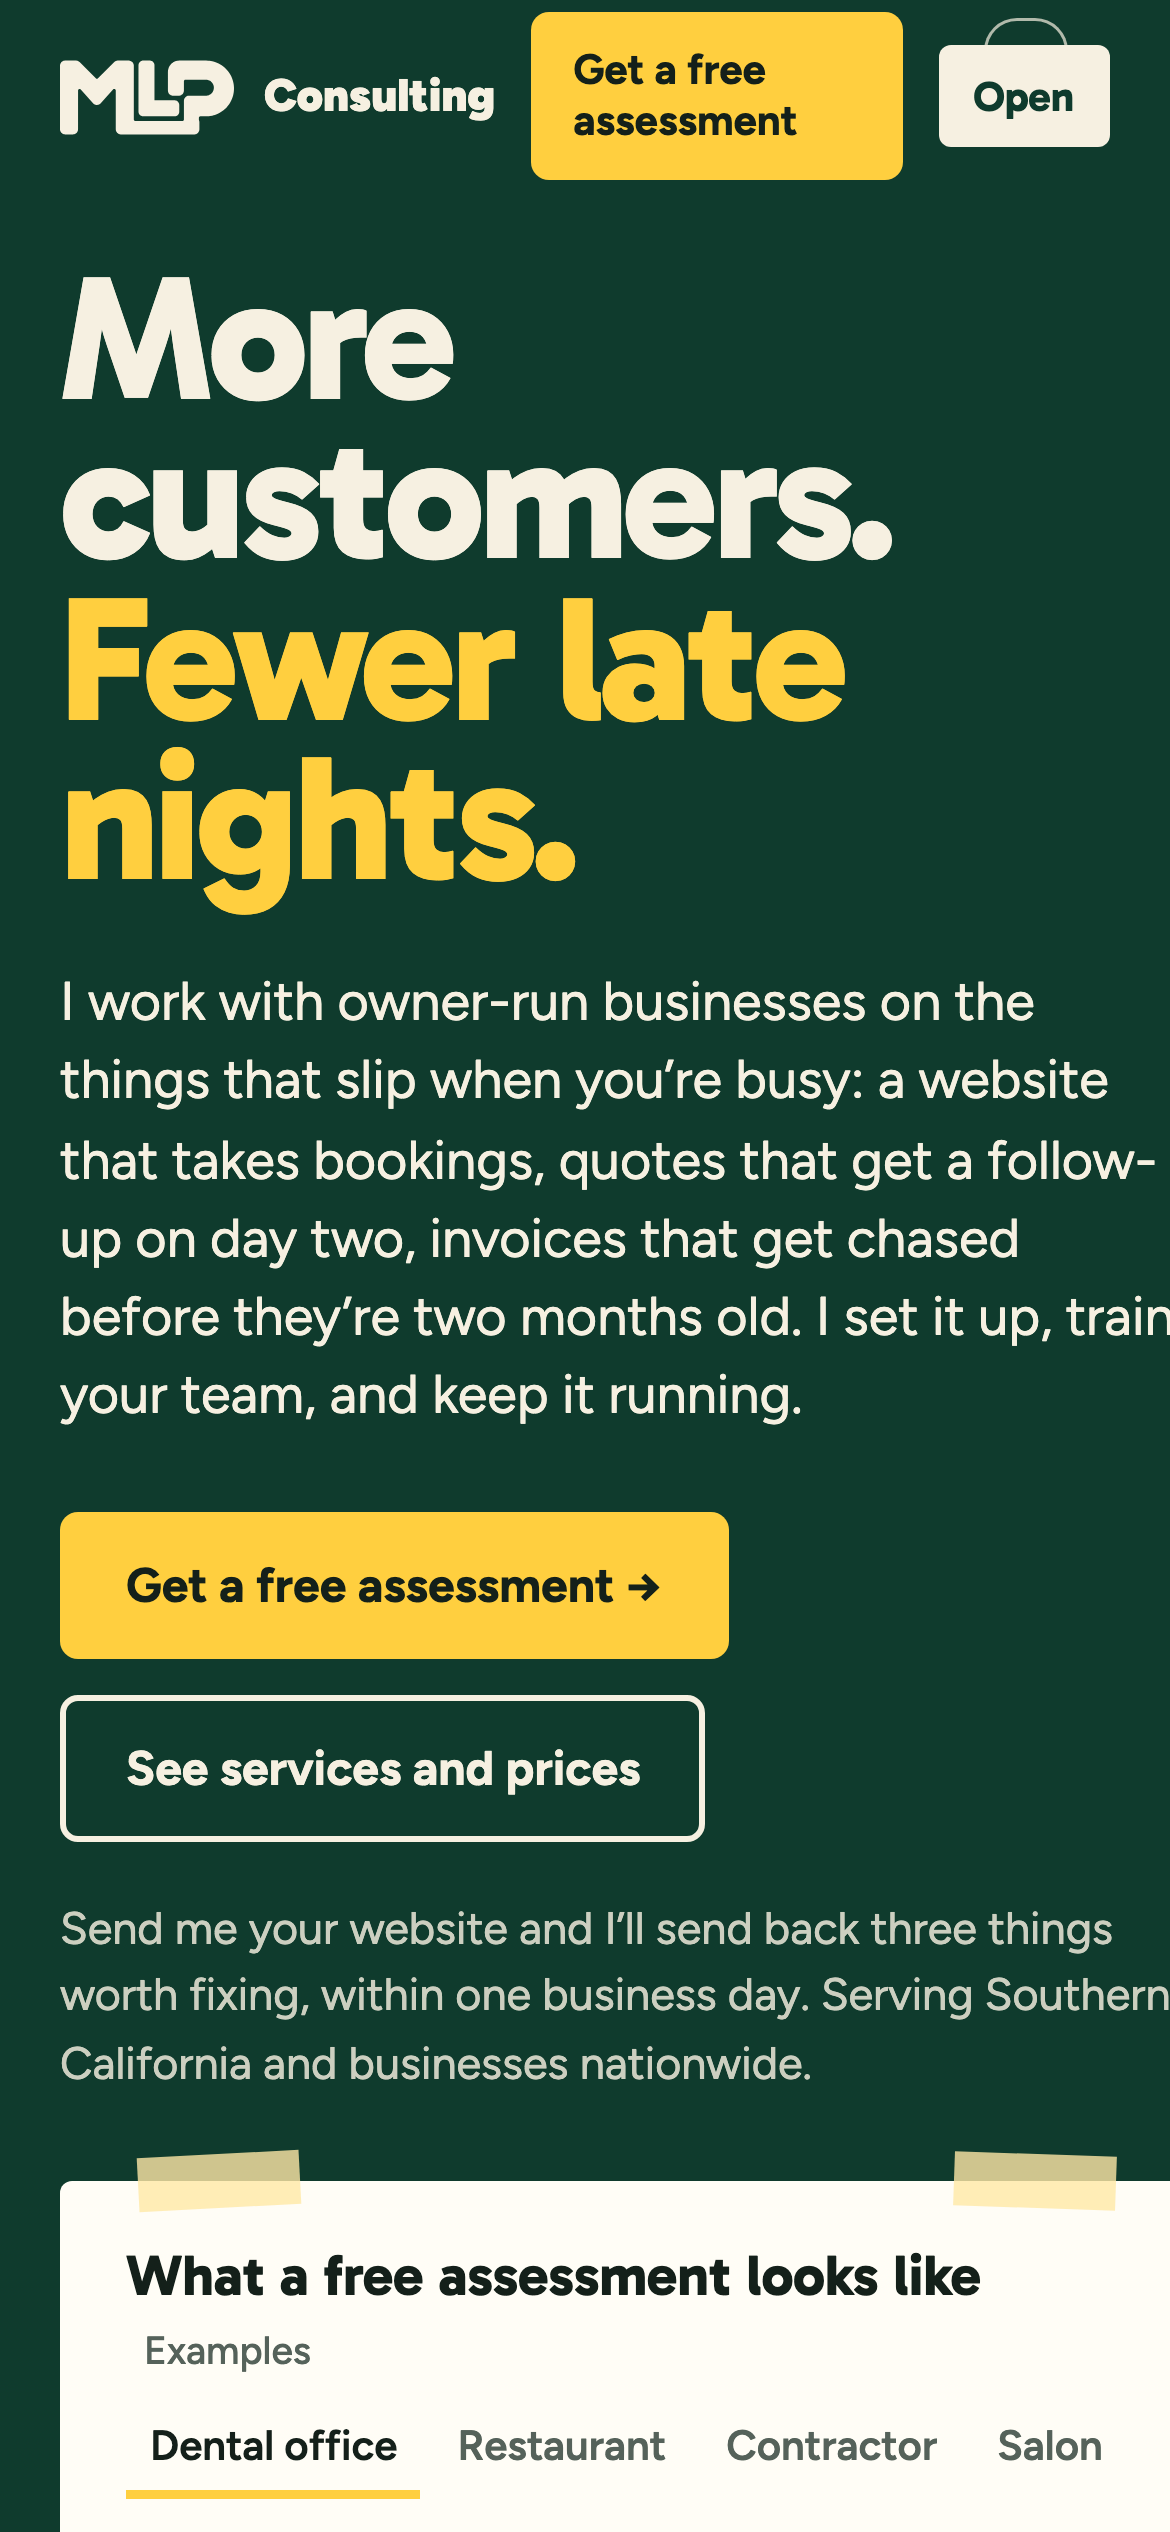 MLP Consulting
Get a free
assessment
Open
More
customers.
Fewer late
nights.
I work with owner-run businesses on the
things that slip when you’re busy: a website
that takes bookings, quotes that get a follow-
up on day two, invoices that get chased
before they’re two months old. I set it up, train
your team, and keep it running.
Get a free assessment →
See services and prices
Send me your website and I’ll send back three things
worth fixing, within one business day. Serving Southern
California and businesses nationwide.
What a free assessment looks like
Examples
Dental office Restaurant Contractor Salon